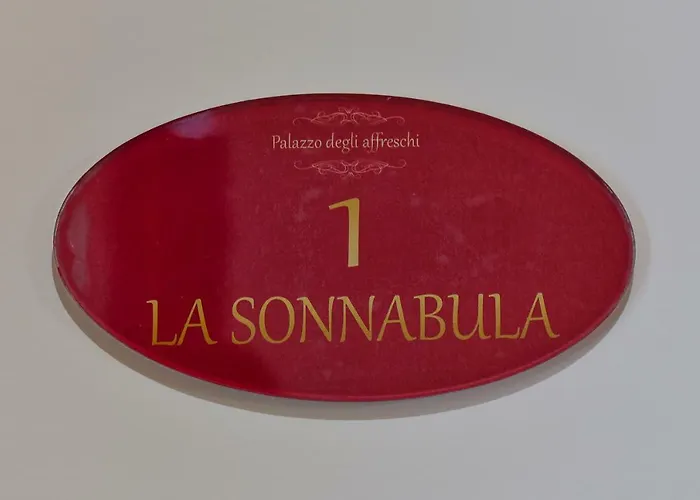 Palazzo degli affreschi
1
LA SONNABULA